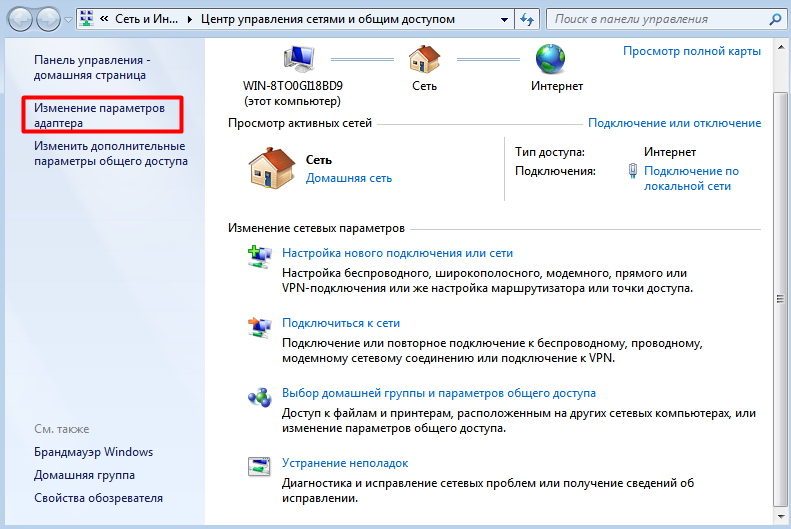 Сеть и Ин...
Центр управления сетями и общим доступом
Поиск в панели управления
Панель управления -
домашняя страница
Изменение параметров
адаптера
Изменить дополнительные
параметры общего доступа
См. также
Брандмауэр Windows
Домашняя группа
Свойства обозревателя
Просмотр полной карты
WIN-8TO0GI18BD9
(этот компьютер)
Сеть
Интернет
Просмотр активных сетей
Подключение или отключение
Сеть
Домашняя сеть
Тип доступа: Интернет
Подключения: Подключение по
локальной сети
Изменение сетевых параметров
Настройка нового подключения или сети
Настройка беспроводного, широкополосного, модемного, прямого или
VPN-подключения или же настройка маршрутизатора или точки доступа.
Подключиться к сети
Подключение или повторное подключение к беспроводному, проводному,
модемному сетевому соединению или подключение к VPN.
Выбор домашней группы и параметров общего доступа
Доступ к файлам и принтерам, расположенным на других сетевых компьютерах, или
изменение параметров общего доступа.
Устранение неполадок
Диагностика и исправление сетевых проблем или получение сведений об
исправлении.